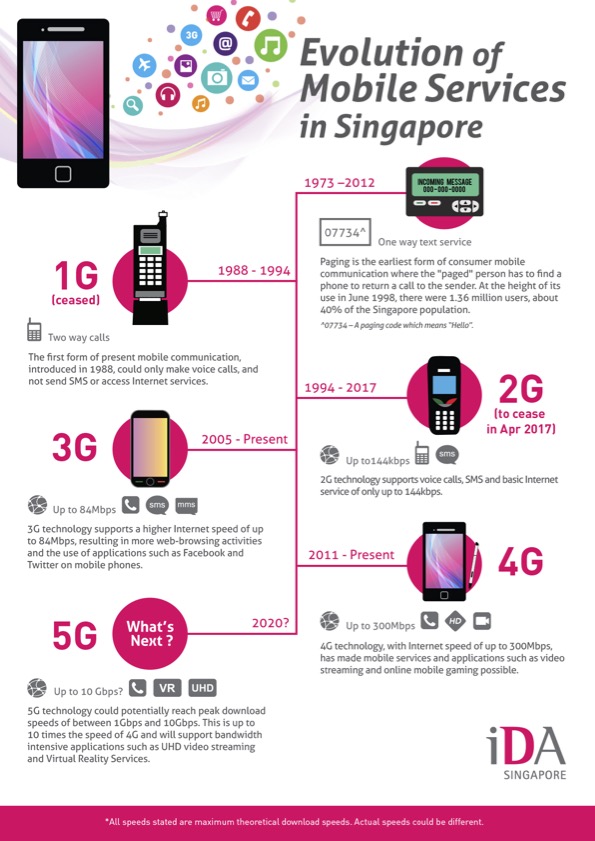 Evolution of
Mobile Services
in Singapore
3G
@
1973 –2012
INCOMING MESSAGE
000-000-0000
07734^
One way text service
Paging is the earliest form of consumer mobile
communication where the "paged" person has to find a
phone to return a call to the sender. At the height of its
use in June 1998, there were 1.36 million users, about
40% of the Singapore population.
^07734 – A paging code which means "Hello".
1G
(ceased)
1988 - 1994
Two way calls
The first form of present mobile communication,
introduced in 1988, could only make voice calls, and
not send SMS or access Internet services.
1994 - 2017
2G
(to cease
in Apr 2017)
Up to144kbps
sms
2G technology supports voice calls, SMS and basic Internet
service of only up to 144kbps.
3G
2005 - Present
Up to 84Mbps
sms
mms
3G technology supports a higher Internet speed of up
to 84Mbps, resulting in more web-browsing activities
and the use of applications such as Facebook and
Twitter on mobile phones.
2011 - Present
4G
Up to 300Mbps
HD
4G technology, with Internet speed of up to 300Mbps,
has made mobile services and applications such as video
streaming and online mobile gaming possible.
5G
What's
Next ?
2020?
Up to 10 Gbps?
VR
UHD
5G technology could potentially reach peak download
speeds of between 1Gbps and 10Gbps. This is up to
10 times the speed of 4G and will support bandwidth
intensive applications such as UHD video streaming
and Virtual Reality Services.
iDA
SINGAPORE
*All speeds stated are maximum theoretical download speeds. Actual speeds could be different.